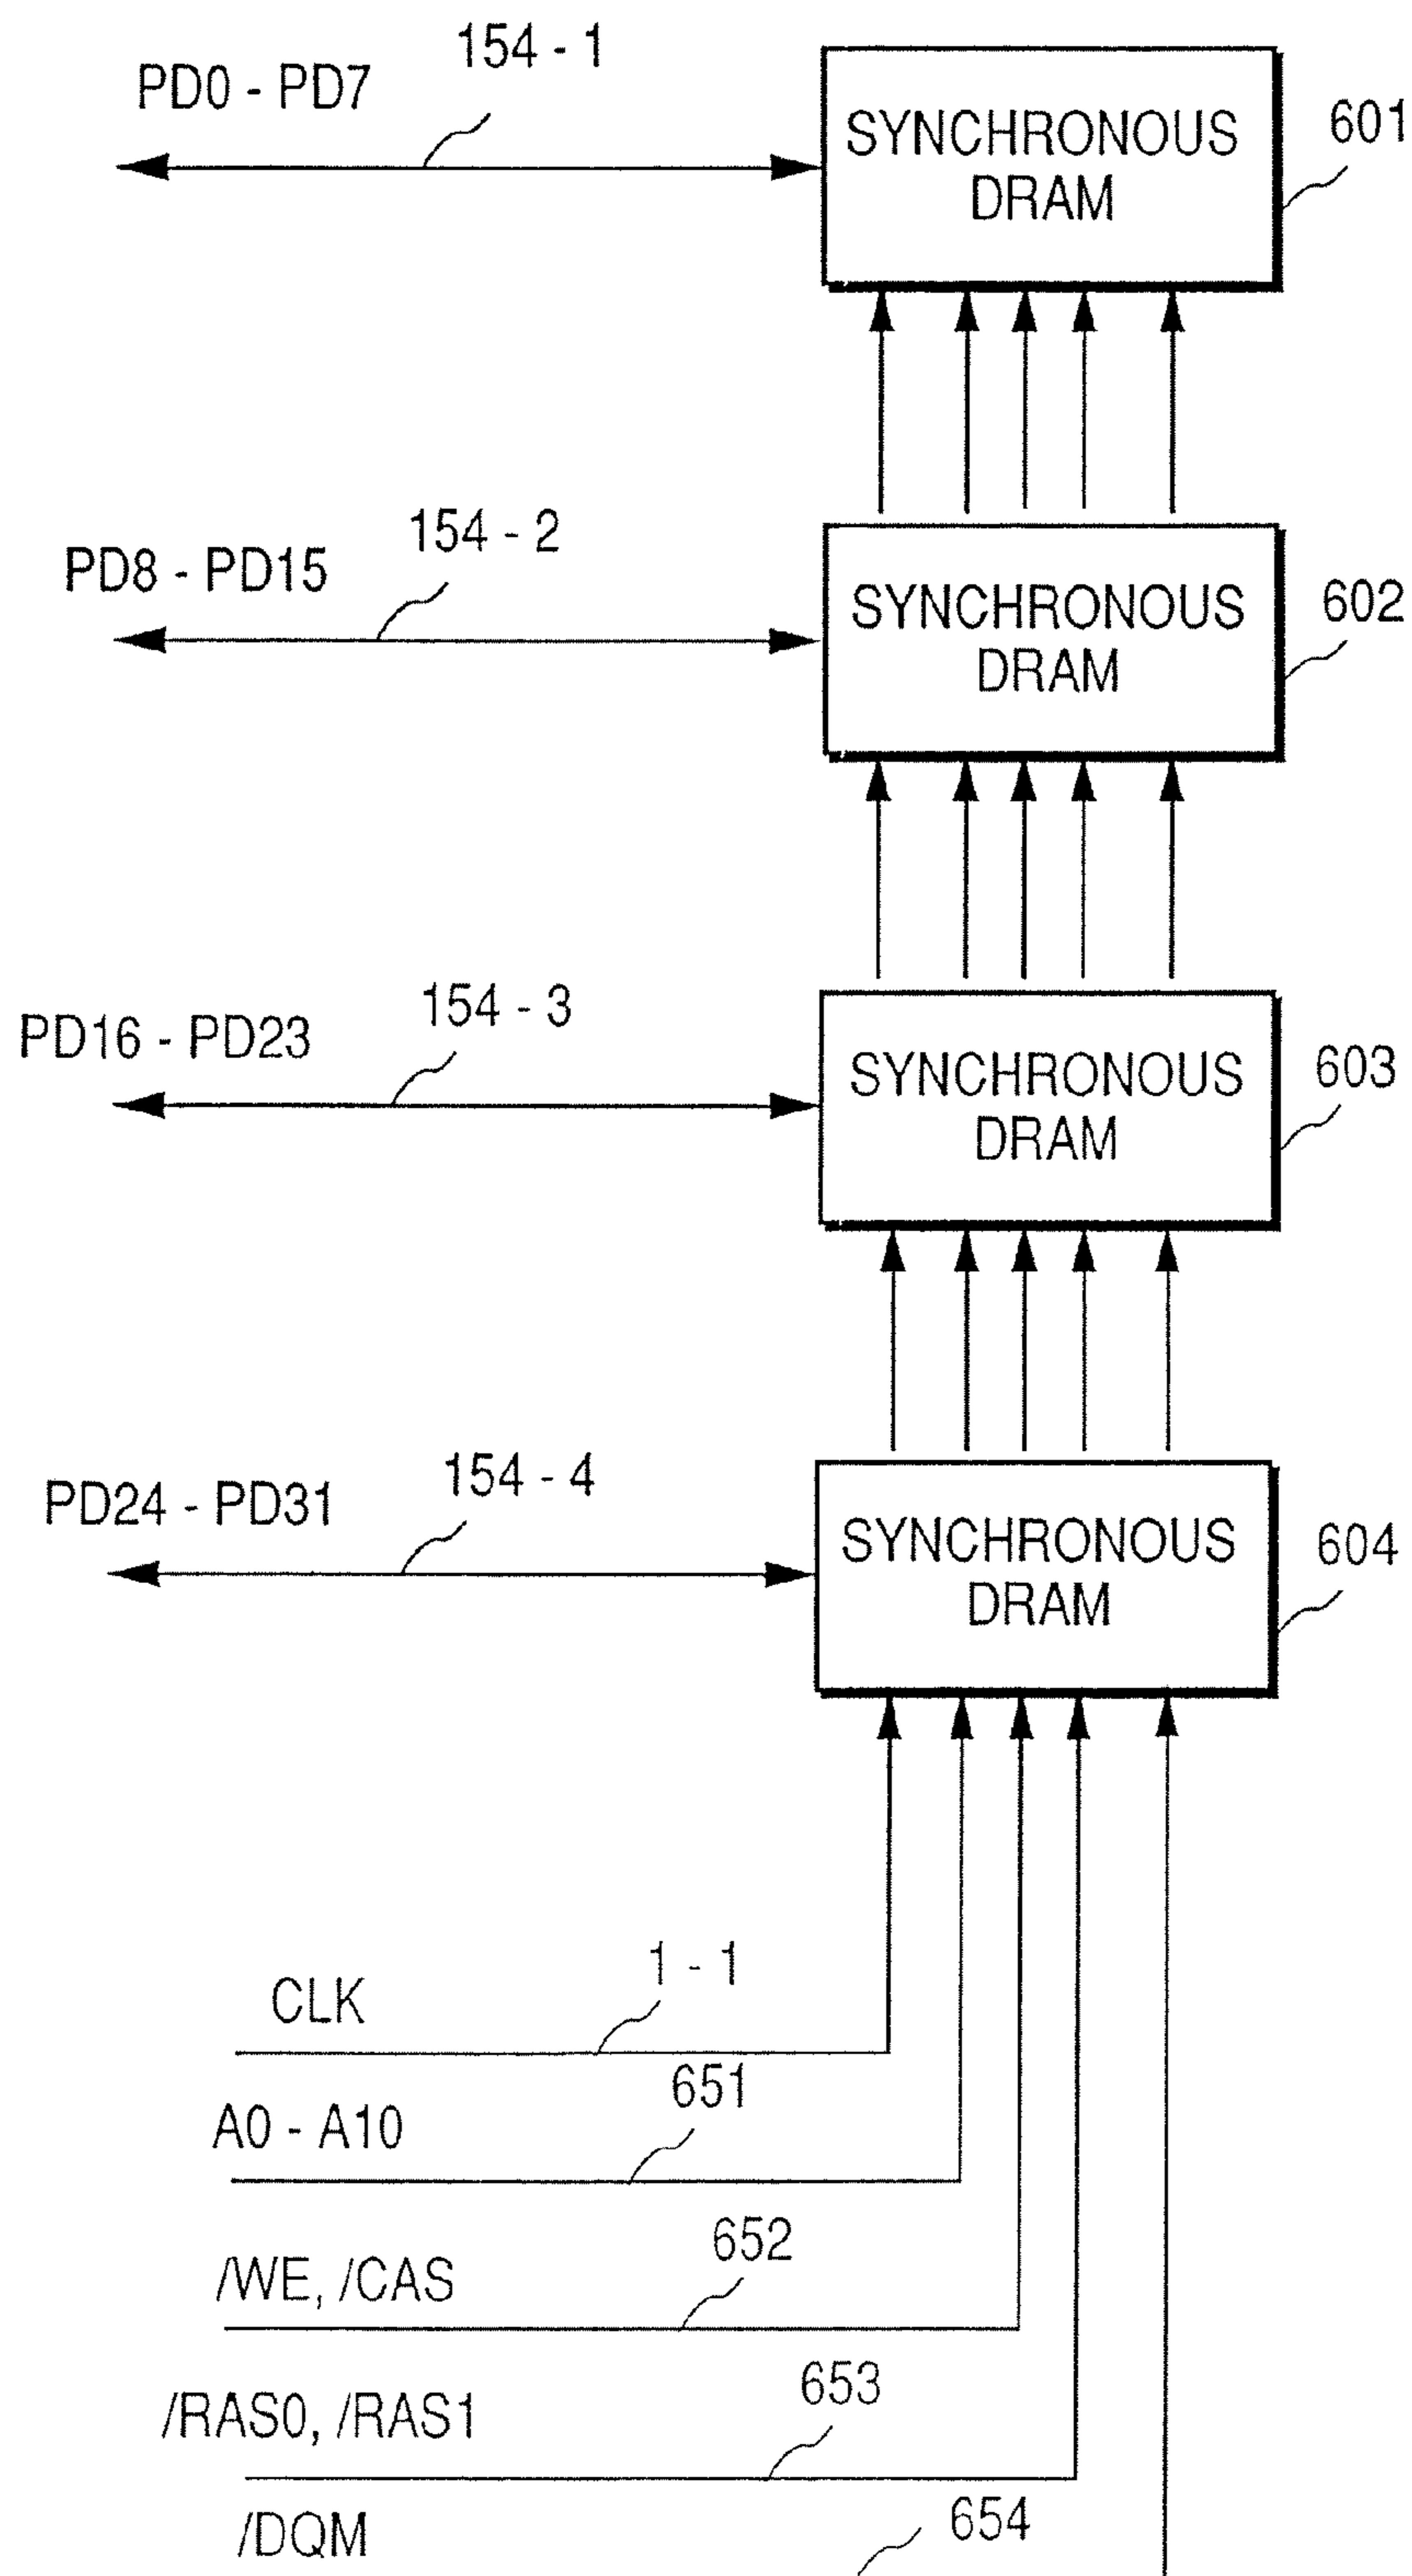 154 - 1
PD0 - PD7
SYNCHRONOUS
DRAM
601
154 - 2
PD8 - PD15
SYNCHRONOUS
DRAM
602
154 - 3
PD16 - PD23
SYNCHRONOUS
DRAM
603
154 - 4
PD24 - PD31
SYNCHRONOUS
DRAM
604
1 - 1
CLK
651
A0 - A10
652
/WE, /CAS
653
/RAS0, /RAS1
654
/DQM